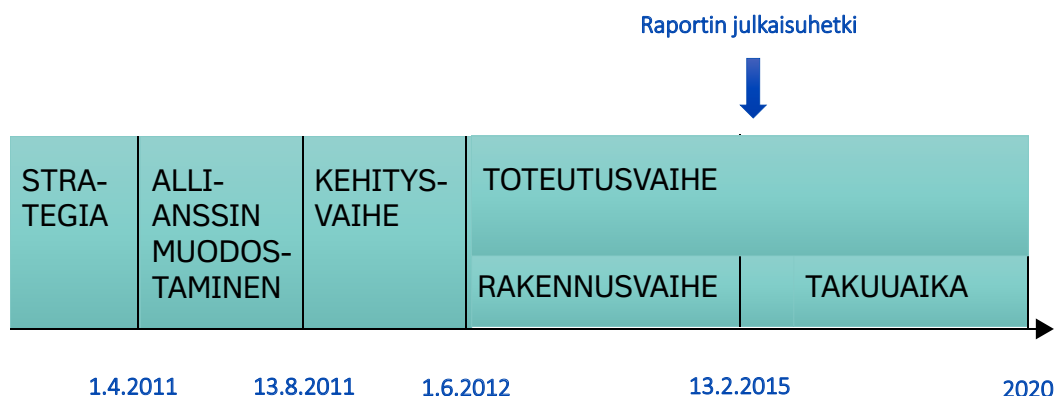 Raportin julkaisuhetki
STRA-
TEGIA
ALLI-
ANSSIN
MUODOS-
TAMINEN
KEHITYS-
VAIHE
TOTEUTUSVAIHE
RAKENNUSVAIHE
TAKUUAIKA
1.4.2011
13.8.2011
1.6.2012
13.2.2015
2020